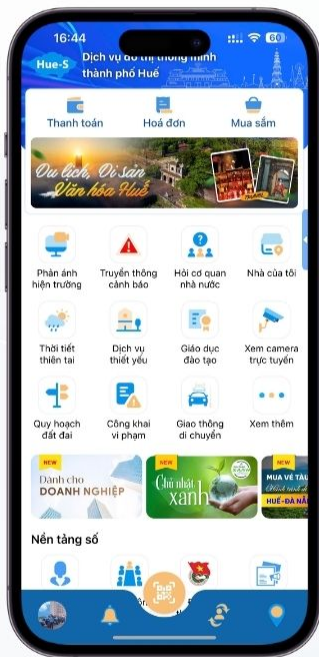 16:44
60
Hue-S
Dịch vụ đô thị thông minh
thành phố Huế
Thanh toán
Hoá đơn
Mua sắm
Du lịch, Di sản
Văn hóa Huế
Phản ánh
hiện trường
Truyền thông
cảnh báo
Hỏi cơ quan
nhà nước
Nhà của tôi
Thời tiết
thiên tai
Dịch vụ
thiết yếu
Giáo dục
đào tạo
Xem camera
trực tuyến
Quy hoạch
đất đai
Công khai
vi phạm
Giao thông
di chuyển
Xem thêm
NEW
Dành cho
DOANH NGHIỆP
NEW
Chủ nhật
xanh
NEW
MUA VÉ TÀU
HUẾ-ĐÀ NẴ
Nền tảng số